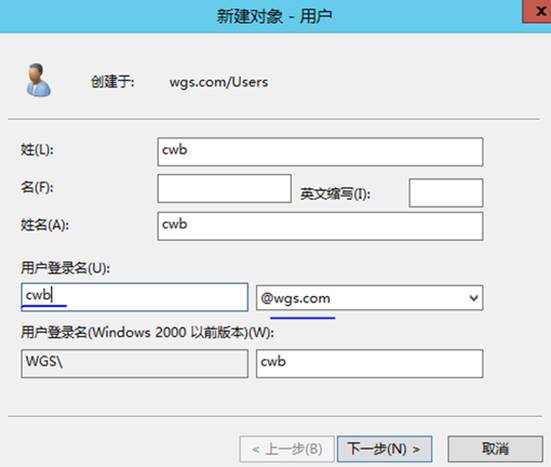 新建对象 - 用户
x
创建于: wgs.com/Users
姓(L): cwb
名(F): 英文缩写(I):
姓名(A): cwb
用户登录名(U):
cwb @wgs.com
用户登录名(Windows 2000 以前版本)(W):
WGS\ cwb
< 上一步(B) 下一步(N) > 取消